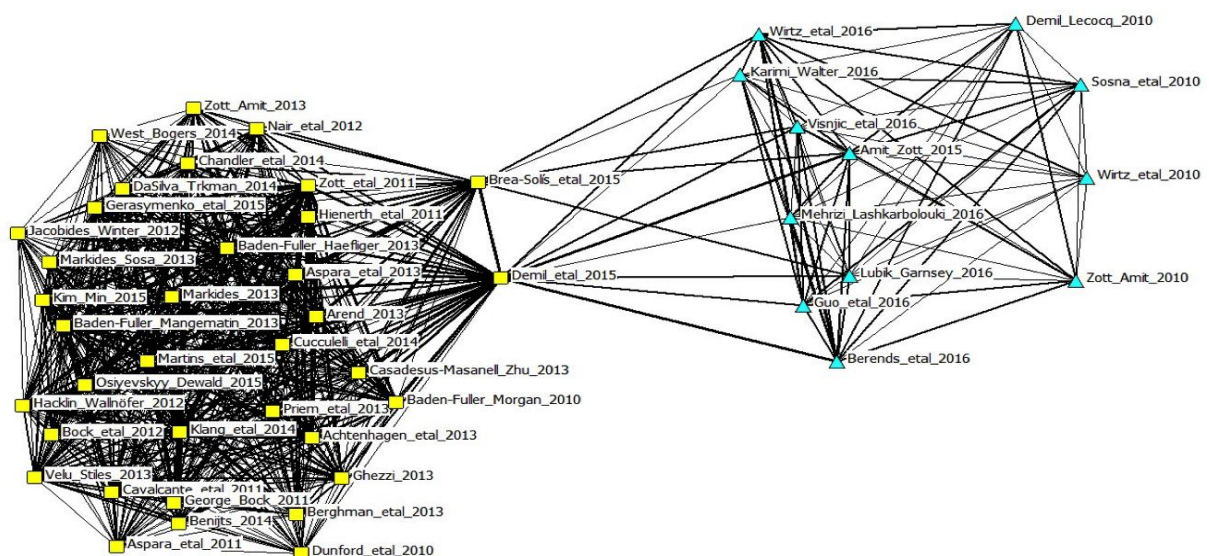 Demil_Lecocq_2010
Wirtz_etal_2016
Karimi_Walter_2016
Sosna_etal_2010
Zott_Amit_2013
Nair_etal_2012
West_Bogers_2014
Visnjic_etal_2016
Amit_Zott_2015
Chandler_etal_2014
DaSilva_Trkman_2014
Zott_etal_2011
Brea-Solís_etal_2015
Wirtz_etal_2010
Gerasymenko_etal_2015
Hienerth_etal_2011
Mehrizi_Lashkarbolouki_2016
Jacobides_Winter_2012
Baden-Fuller_Haefliger_2013
Markides_Sosa_2013
Aspara_etal_2013
Demil_etal_2015
Lubik_Garnsey_2016
Zott_Amit_2010
Kim_Min_2015
Markides_2013
Guo_etal_2016
Arend_2013
Baden-Fuller_Mangematin_2013
Cucculelli_etal_2014
Martins_etal_2015
Berends_etal_2016
Casadesus-Masanell_Zhu_2013
Osiyevskyy_Dewald_2015
Hacklin_Wallnöfer_2012
Priem_etal_2013
Baden-Fuller_Morgan_2010
Bock_etal_2012
Klang_etal_2014
Achtenhagen_etal_2013
Velu_Stiles_2013
Ghezzi_2013
Cavalcante_etal_2011
George_Bock_2011
Benijts_2014
Berghman_etal_2013
Aspara_etal_2011
Dunford_etal_2010